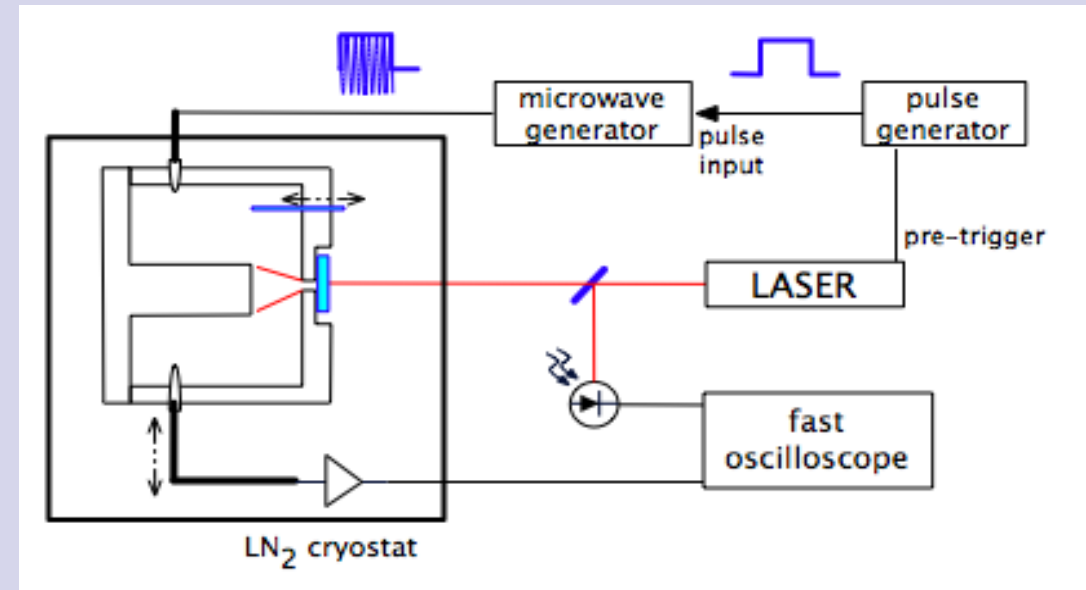 microwave
generator
pulse
generator
pulse
input
pre-trigger
LASER
fast
oscilloscope
LN2 cryostat